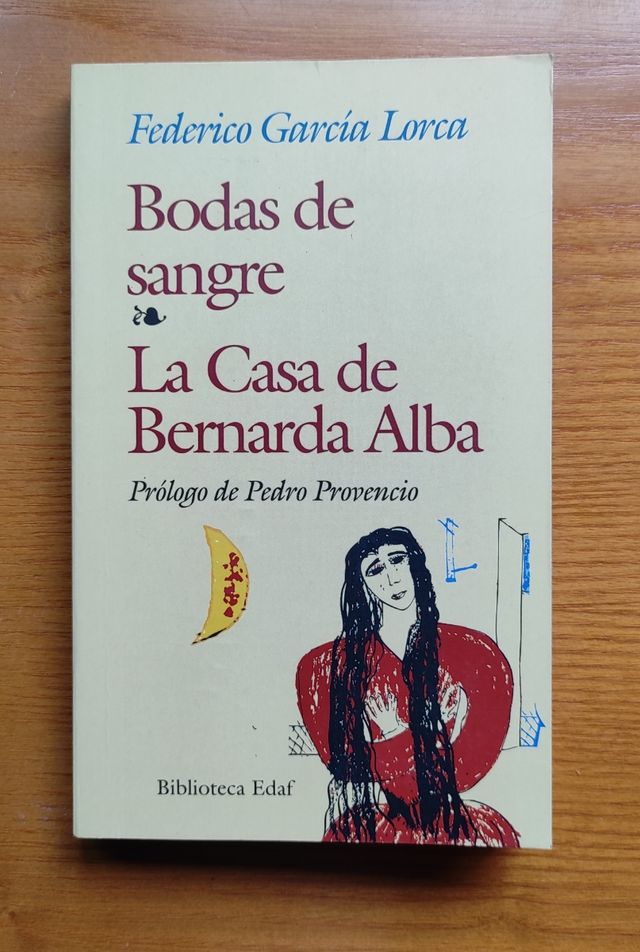 Federico García Lorca
Bodas de
sangre
La Casa de
Bernarda Alba
Prólogo de Pedro Provencio
Biblioteca Edaf